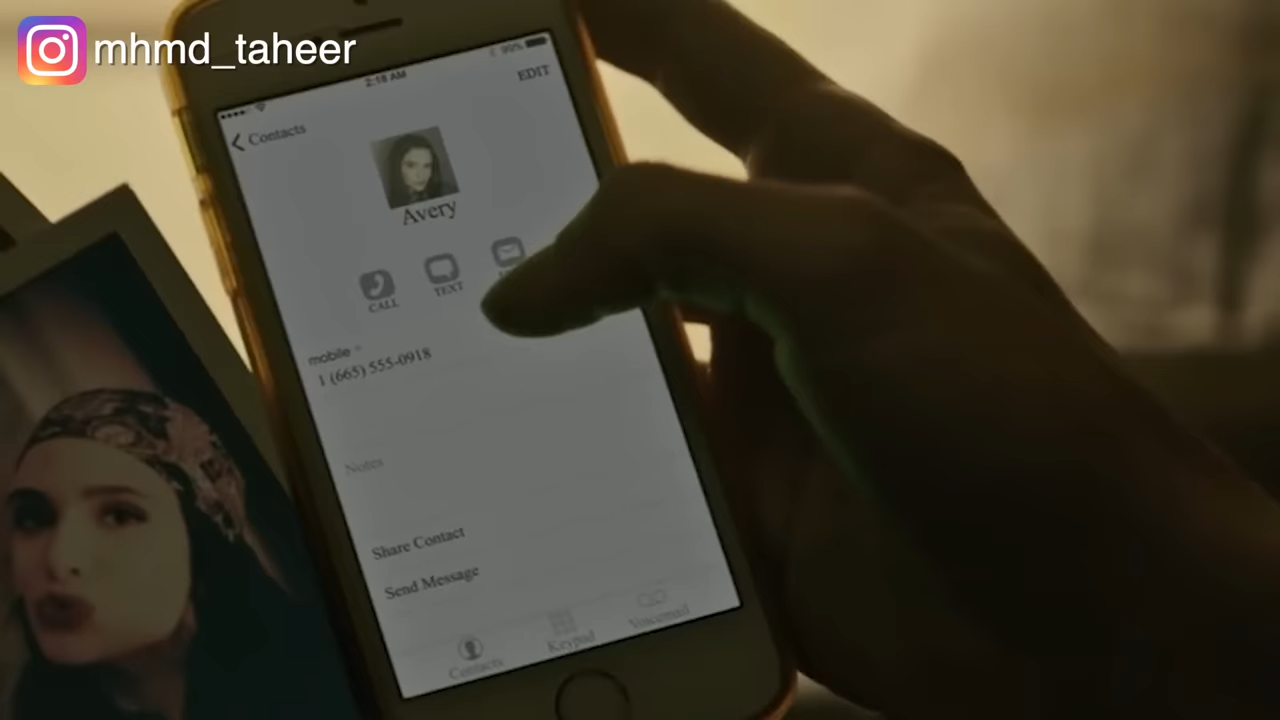 mhmd_taheer
99%
2:18 AM
EDIT
Contacts
Avery
CALL
TEXT
mobile
1 (665) 555-0918
Notes
Share Contact
Send Message
Contacts
Keypad
Voicemail